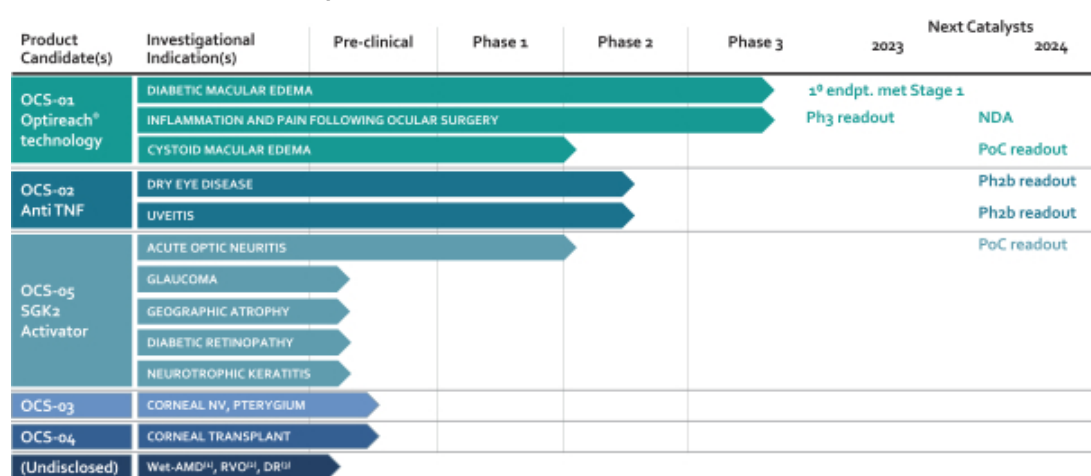 Next Catalysts
Product Candidate(s)
Investigational Indication(s)
Pre-clinical
Phase 1
Phase 2
Phase 3
2023
2024
OCS-01
Optireach®
technology
DIABETIC MACULAR EDEMA
1º endpt. met Stage 1
INFLAMMATION AND PAIN FOLLOWING OCULAR SURGERY
Ph3 readout
NDA
CYSTOID MACULAR EDEMA
PoC readout
OCS-02
Anti TNF
DRY EYE DISEASE
Ph2b readout
UVEITIS
Ph2b readout
OCS-05
SGK2
Activator
ACUTE OPTIC NEURITIS
PoC readout
GLAUCOMA
GEOGRAPHIC ATROPHY
DIABETIC RETINOPATHY
NEUROTROPHIC KERATITIS
OCS-03
CORNEAL NV, PTERYGIUM
OCS-04
CORNEAL TRANSPLANT
(Undisclosed)
Wet-AMD, RVO, DR